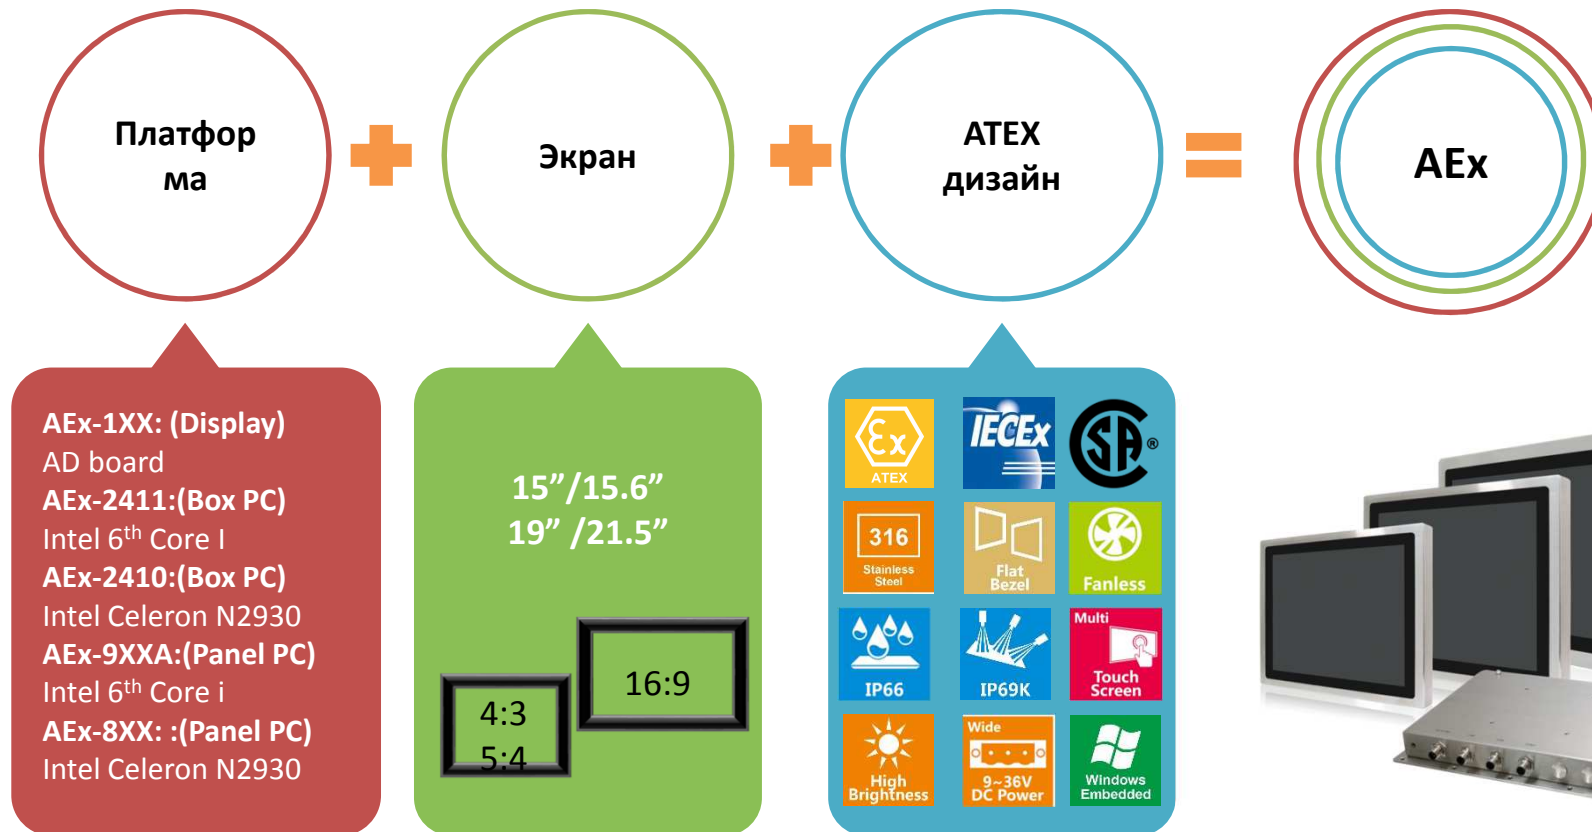 Платфор
ма
Экран
ATEX
дизайн
AEx
AEx-1XX: (Display)
AD board
AEx-2411:(Box PC)
Intel 6th Core I
AEx-2410:(Box PC)
Intel Celeron N2930
AEx-9XXA:(Panel PC)
Intel 6th Core i
AEx-8XX: :(Panel PC)
Intel Celeron N2930
15”/15.6”
19” /21.5”
4:3
5:4
16:9
Ex
ATEX
IECEx
CSA®
316
Stainless
Steel
Flat
Bezel
Fanless
IP66
IP69K
Multi
Touch
Screen
High
Brightness
Wide
9~36V
DC Power
Windows
Embedded